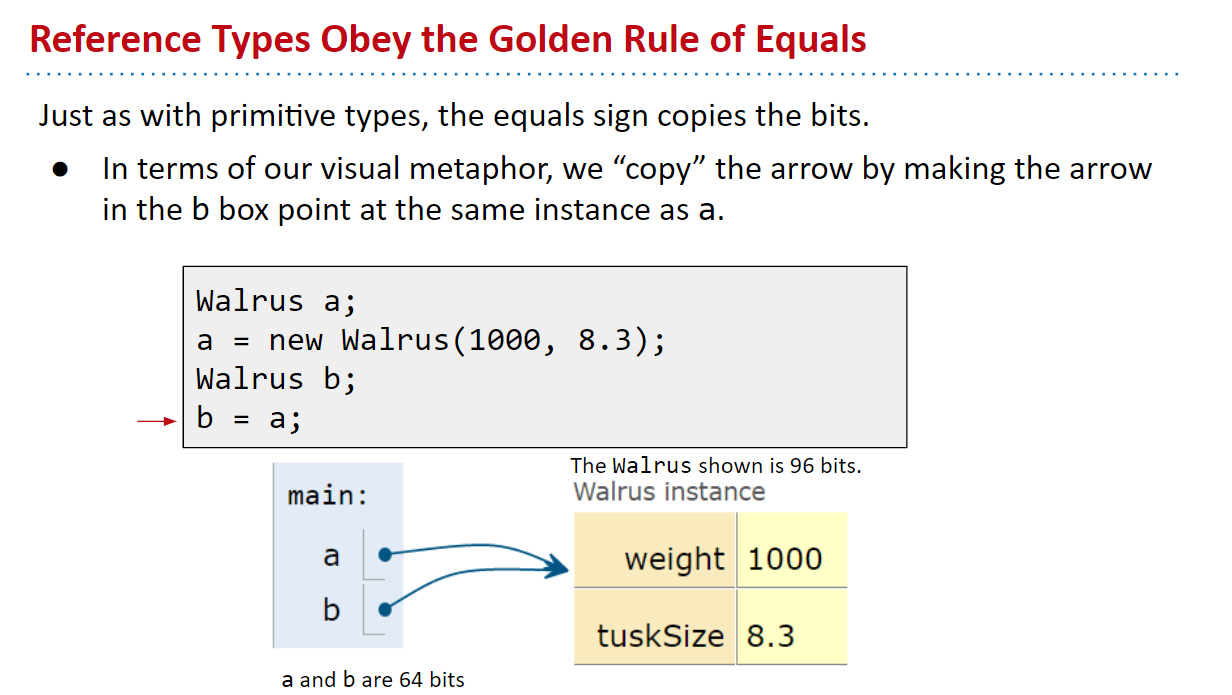 Reference Types Obey the Golden Rule of Equals
Just as with primitive types, the equals sign copies the bits.
● In terms of our visual metaphor, we “copy” the arrow by making the arrow
in the b box point at the same instance as a.
Walrus a;
a = new Walrus(1000, 8.3);
Walrus b;
b = a;
The Walrus shown is 96 bits.
Walrus instance
main:
a
b
weight 1000
tuskSize 8.3
a and b are 64 bits